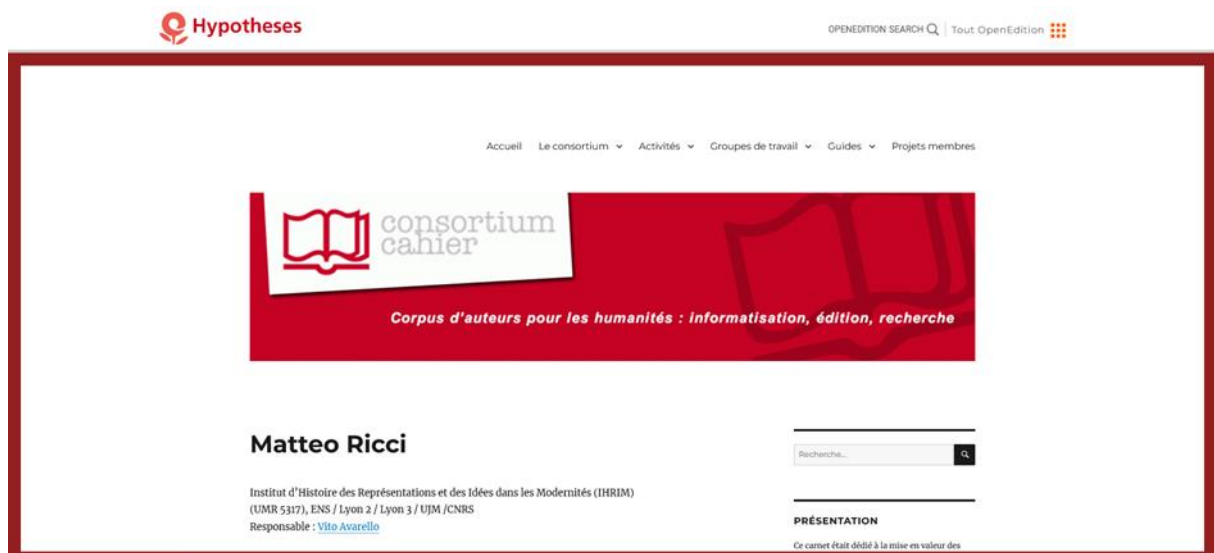 Hypotheses
OPENEDITION SEARCH Tout OpenEdition
Accueil Le consortium Activités Groupes de travail Guides Projets membres
consortium
cahier
Corpus d'auteurs pour les humanités : informatisation, édition, recherche
Matteo Ricci
Recherche...
Institut d'Histoire des Représentations et des Idées dans les Modernités (IHRIM)
(UMR 5317), ENS / Lyon 2 / Lyon 3 / UJM /CNRS
Responsable : Vito Avarello
PRÉSENTATION
Ce carnet était dédié à la mise en valeur des